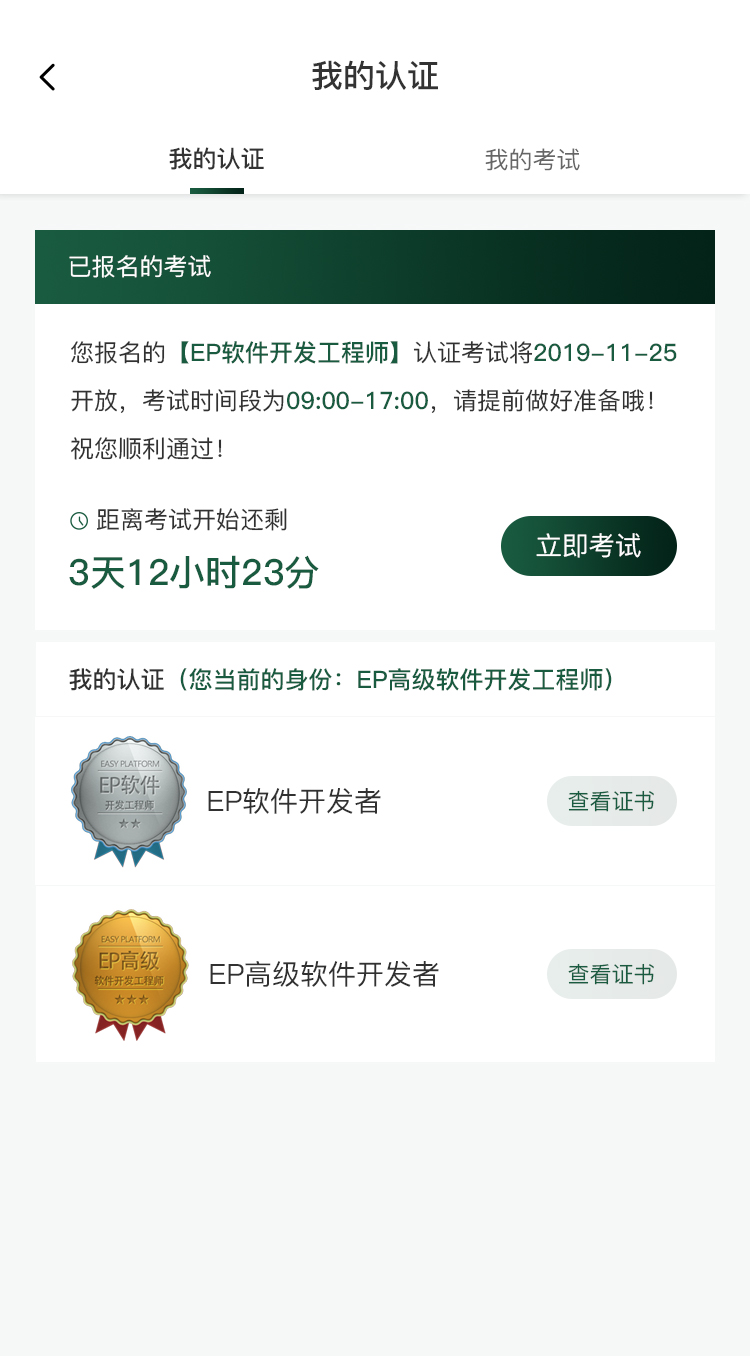 我的认证
我的认证
我的考试
已报名的考试
您报名的【EP软件开发工程师】认证考试将2019-11-25
开放，考试时间段为09:00-17:00，请提前做好准备哦！
祝您顺利通过！
距离考试开始还剩
3天12小时23分
立即考试
我的认证（您当前的身份：EP高级软件开发工程师）
EASY PLATFORM
EP软件
开发工程师
EP软件开发者
查看证书
EASY PLATFORM
EP高级
软件开发工程师
EP高级软件开发者
查看证书